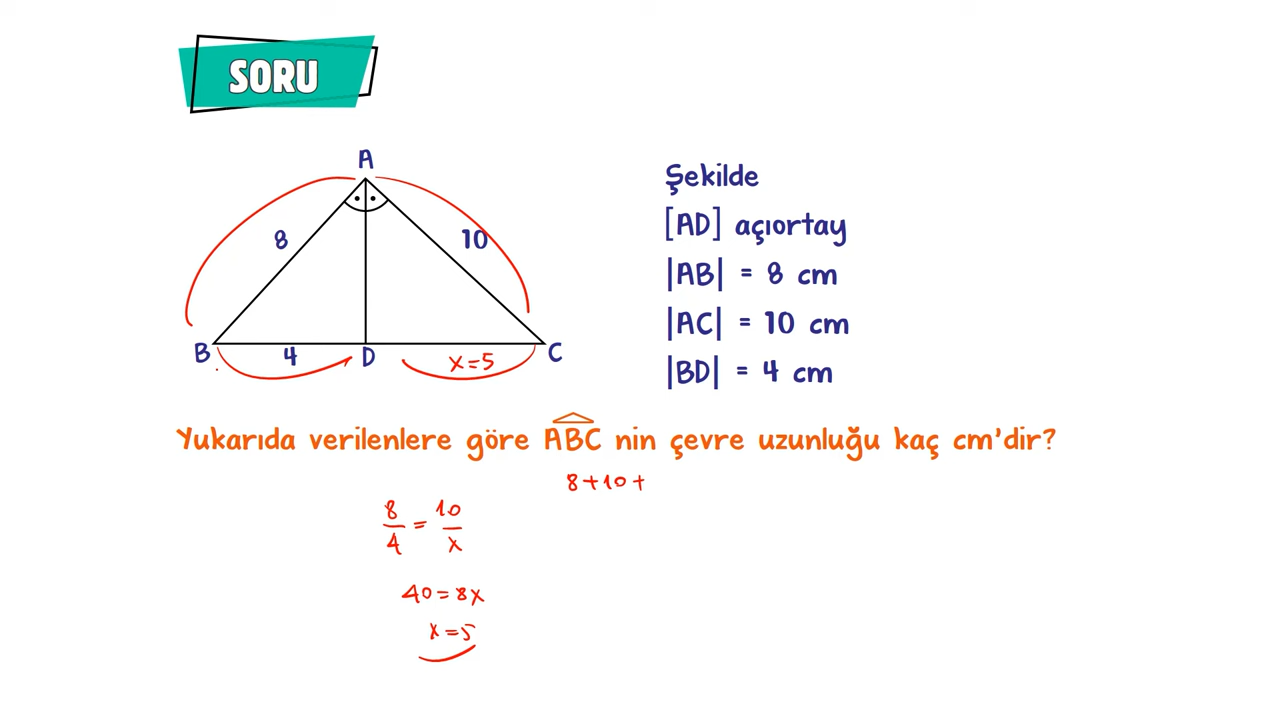 SORU
A
8
10
B
4
D
x=5
C
Şekilde
[AD] açıortay
|AB| = 8 cm
|AC| = 10 cm
|BD| = 4 cm
Yukarıda verilenlere göre ABC nin çevre uzunluğu kaç cm'dir?
8+10+
8/4 = 10/x
40=8x
x=5